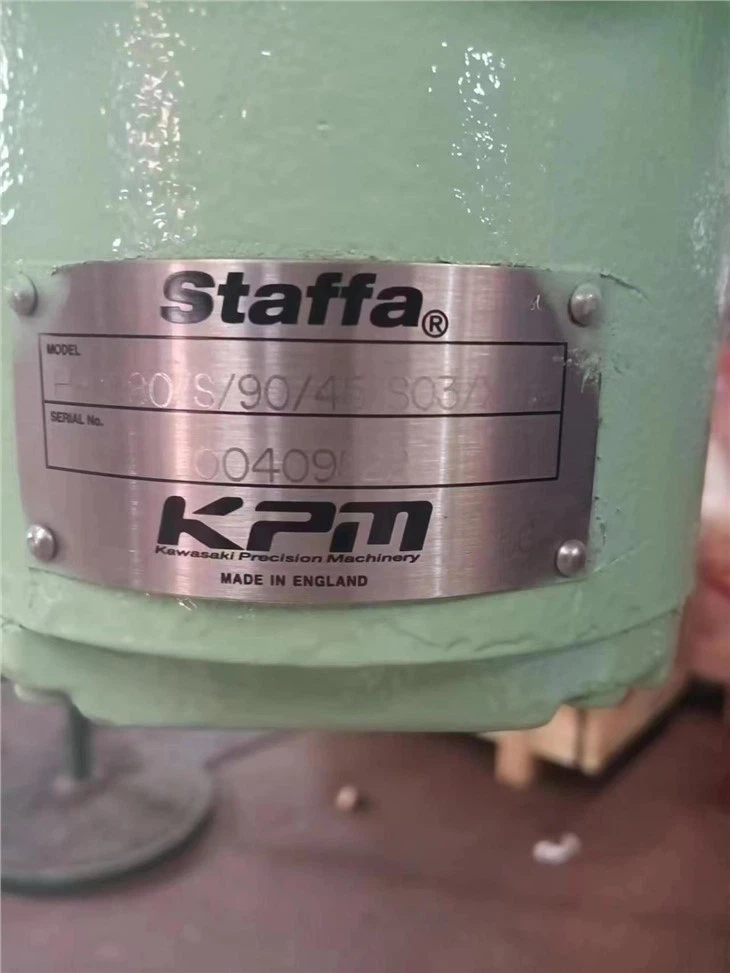 Staffa®
MODEL
S/90/45
SERIAL No.
KPM
Kawasaki Precision Machinery
MADE IN ENGLAND